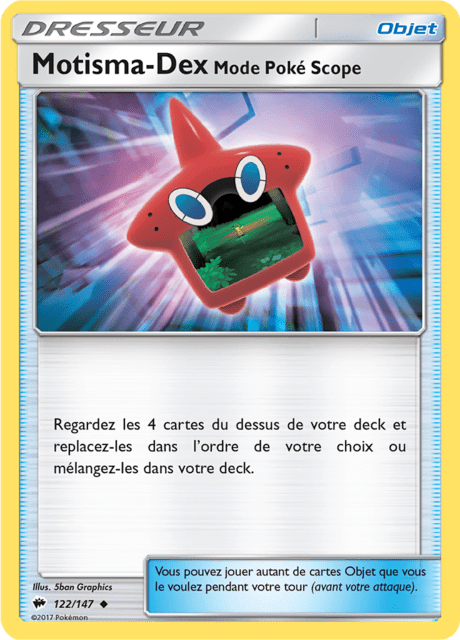 DRESSEUR
Objet
Motisma-Dex Mode Poké Scope
Regardez les 4 cartes du dessus de votre deck et
replacez-les dans l'ordre de votre choix ou
mélangez-les dans votre deck.
Vous pouvez jouer autant de cartes Objet que vous
le voulez pendant votre tour (avant votre attaque).
Illus. 5ban Graphics
122/147
©2017 Pokémon